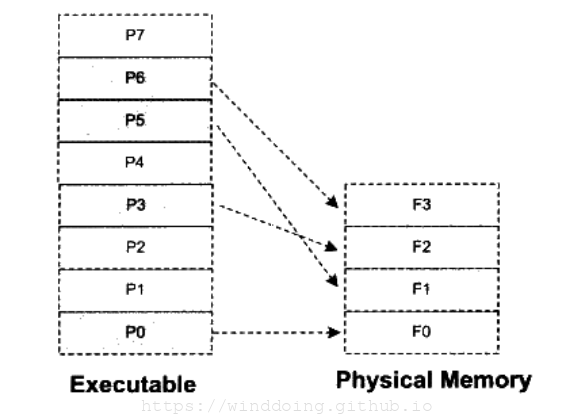 P7
P6
P5
P4
P3
P2
P1
P0
Executable
F3
F2
F1
F0
Physical Memory
https://winddoing.github.io